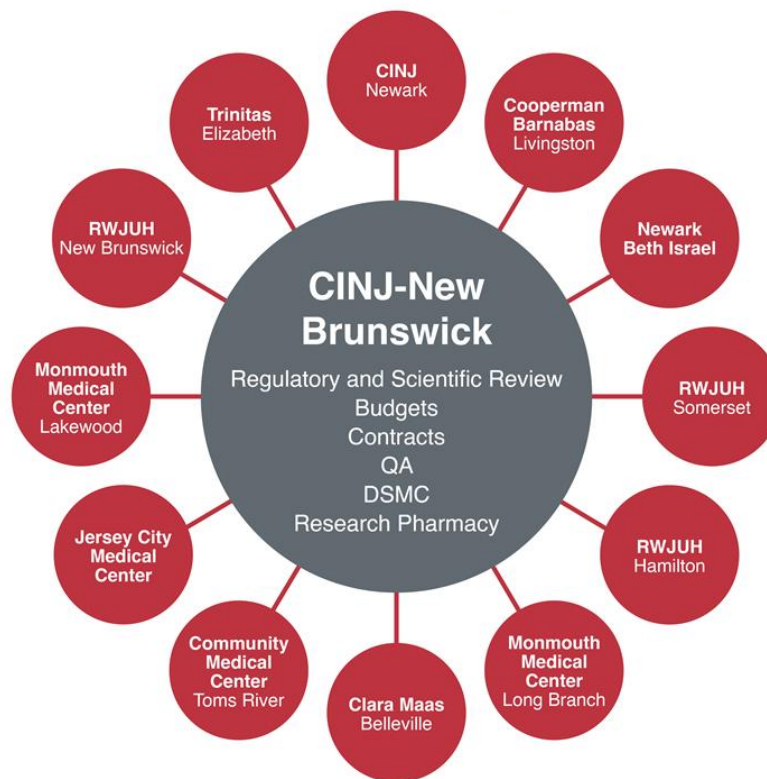 CINJ
Newark
Cooperman
Barnabas
Livingston
Newark
Beth Israel
RWJUH
Somerset
RWJUH
Hamilton
Monmouth
Medical
Center
Long Branch
Clara Maas
Belleville
Community
Medical
Center
Toms River
Jersey City
Medical
Center
Monmouth
Medical
Center
Lakewood
RWJUH
New Brunswick
Trinitas
Elizabeth
CINJ-New
Brunswick
Regulatory and Scientific Review
Budgets
Contracts
QA
DSMC
Research Pharmacy